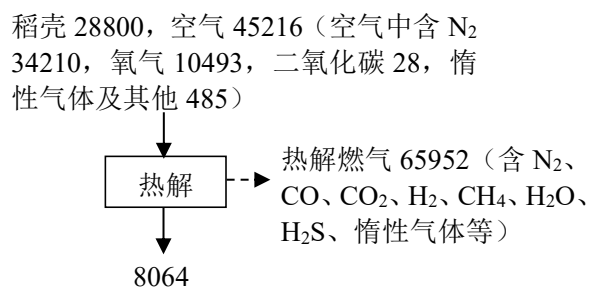 稻壳 28800，空气 45216（空气中含 N₂
34210，氧气 10493，二氧化碳 28，惰
性气体及其他 485）
热解
热解燃气 65952（含 N₂、
CO、CO₂、H₂、CH₄、H₂O、
H₂S、惰性气体等）
8064